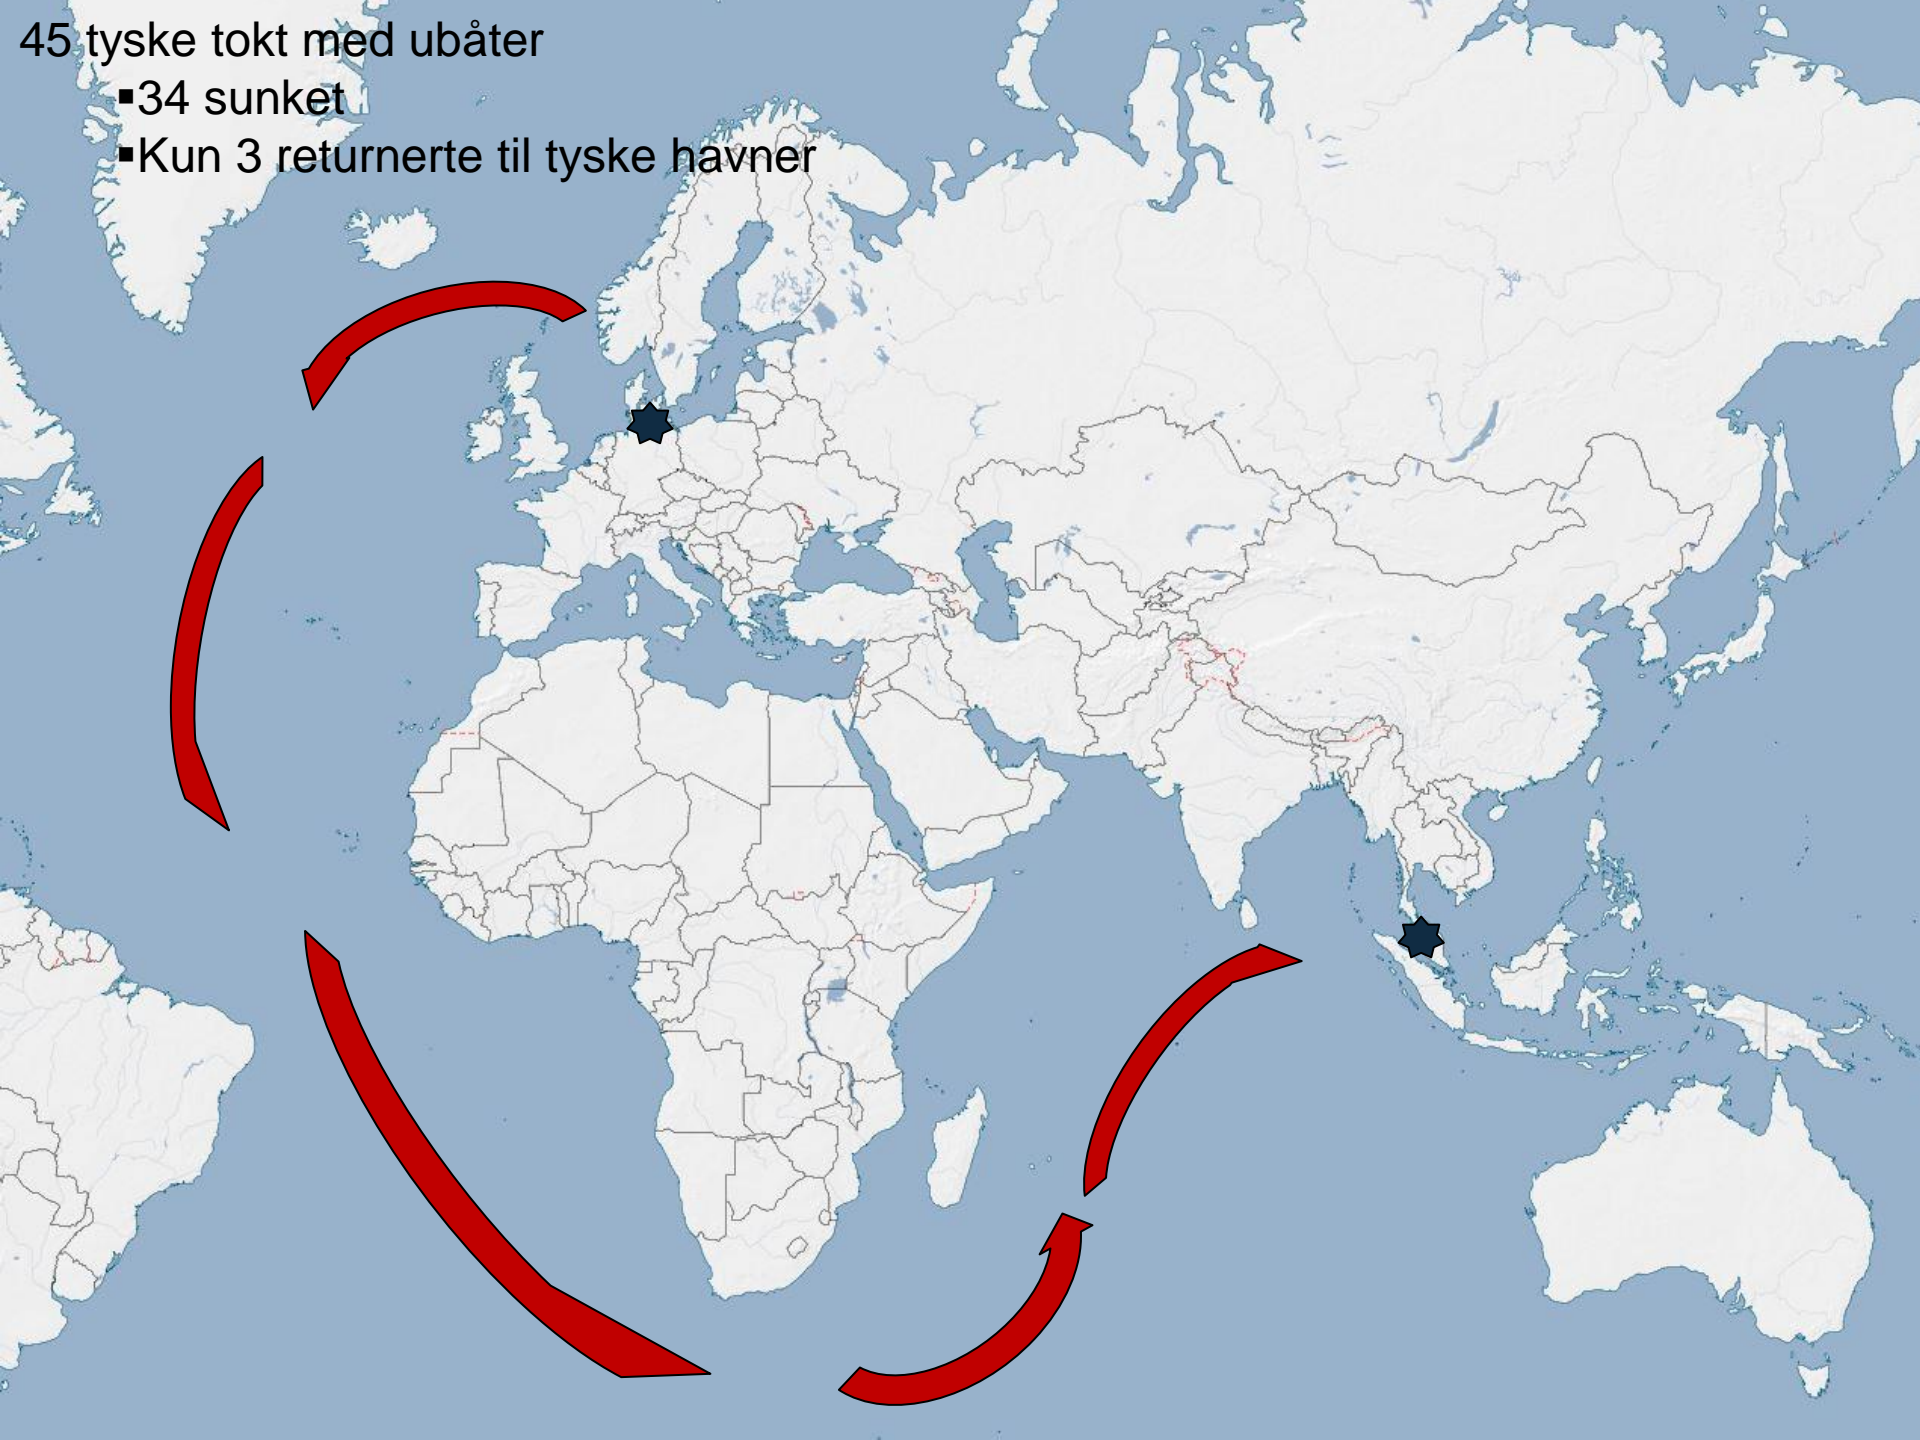 45 tyske tokt med ubåter
▪34 sunket
▪Kun 3 returnerte til tyske havner